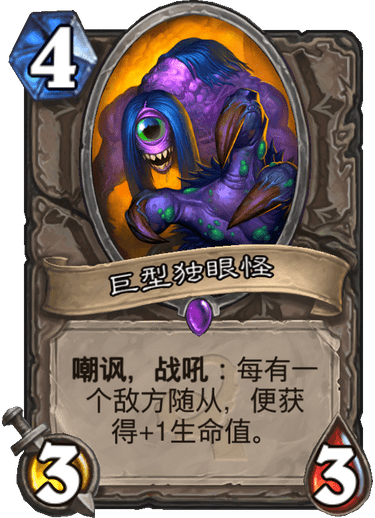 4
巨型独眼怪
嘲讽，战吼：每有一
个敌方随从，便获
得+1生命值。
3
3